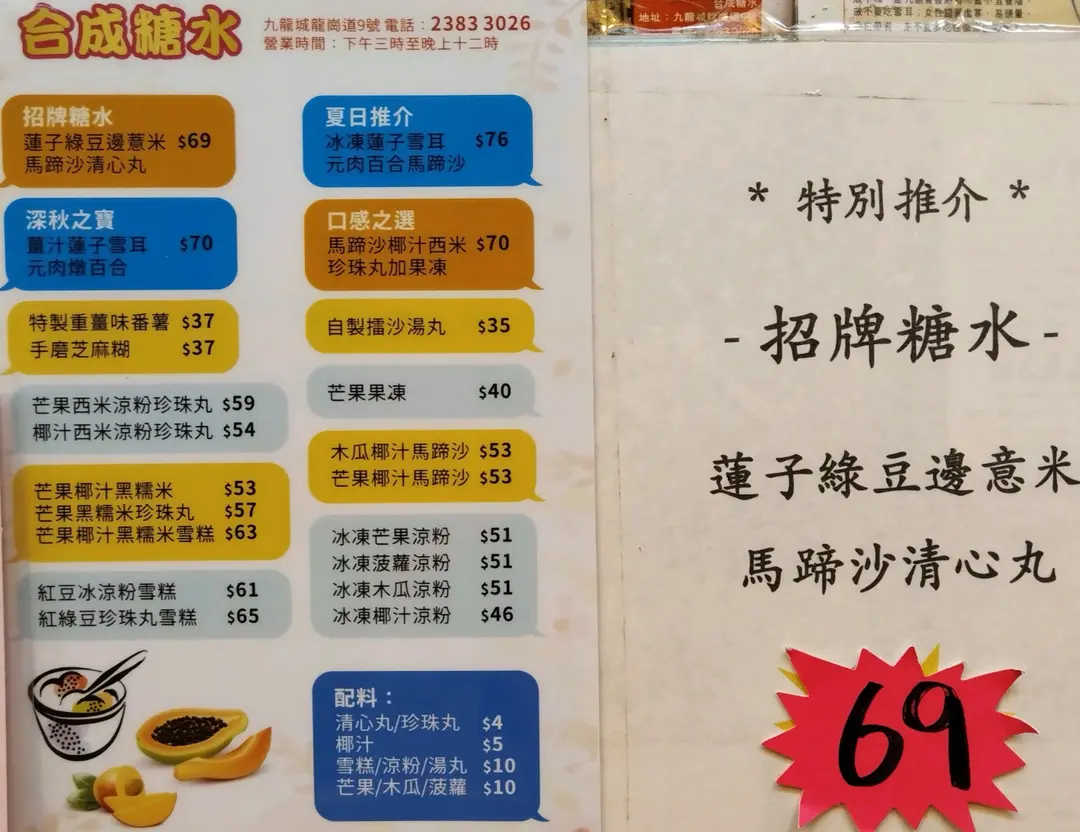 合成糖水
九龍城龍崗道9號 電話：2383 3026
營業時間：下午三時至晚上十二時
招牌糖水
蓮子綠豆邊薏米 $69
馬蹄沙清心丸
深秋之寶
薑汁蓮子雪耳 $70
元肉燉百合
特製重薑味番薯 $37
手磨芝麻糊 $37
芒果西米涼粉珍珠丸 $59
椰汁西米涼粉珍珠丸 $54
芒果椰汁黑糯米 $53
芒果黑糯米珍珠丸 $57
芒果椰汁黑糯米雪糕 $63
紅豆冰涼粉雪糕 $61
紅綠豆珍珠丸雪糕 $65
夏日推介
冰凍蓮子雪耳 $76
元肉百合馬蹄沙
口感之選
馬蹄沙椰汁西米 $70
珍珠丸加果凍
自製擂沙湯丸 $35
芒果果凍 $40
木瓜椰汁馬蹄沙 $53
芒果椰汁馬蹄沙 $53
冰凍芒果涼粉 $51
冰凍菠蘿涼粉 $51
冰凍木瓜涼粉 $51
冰凍椰汁涼粉 $46
配料：
清心丸/珍珠丸 $4
椰汁 $5
雪糕/涼粉/湯丸 $10
芒果/木瓜/菠蘿 $10
合成糖水
地址：九龍城
* 特別推介 *
- 招牌糖水 -
蓮子綠豆邊意米
馬蹄沙清心丸
69